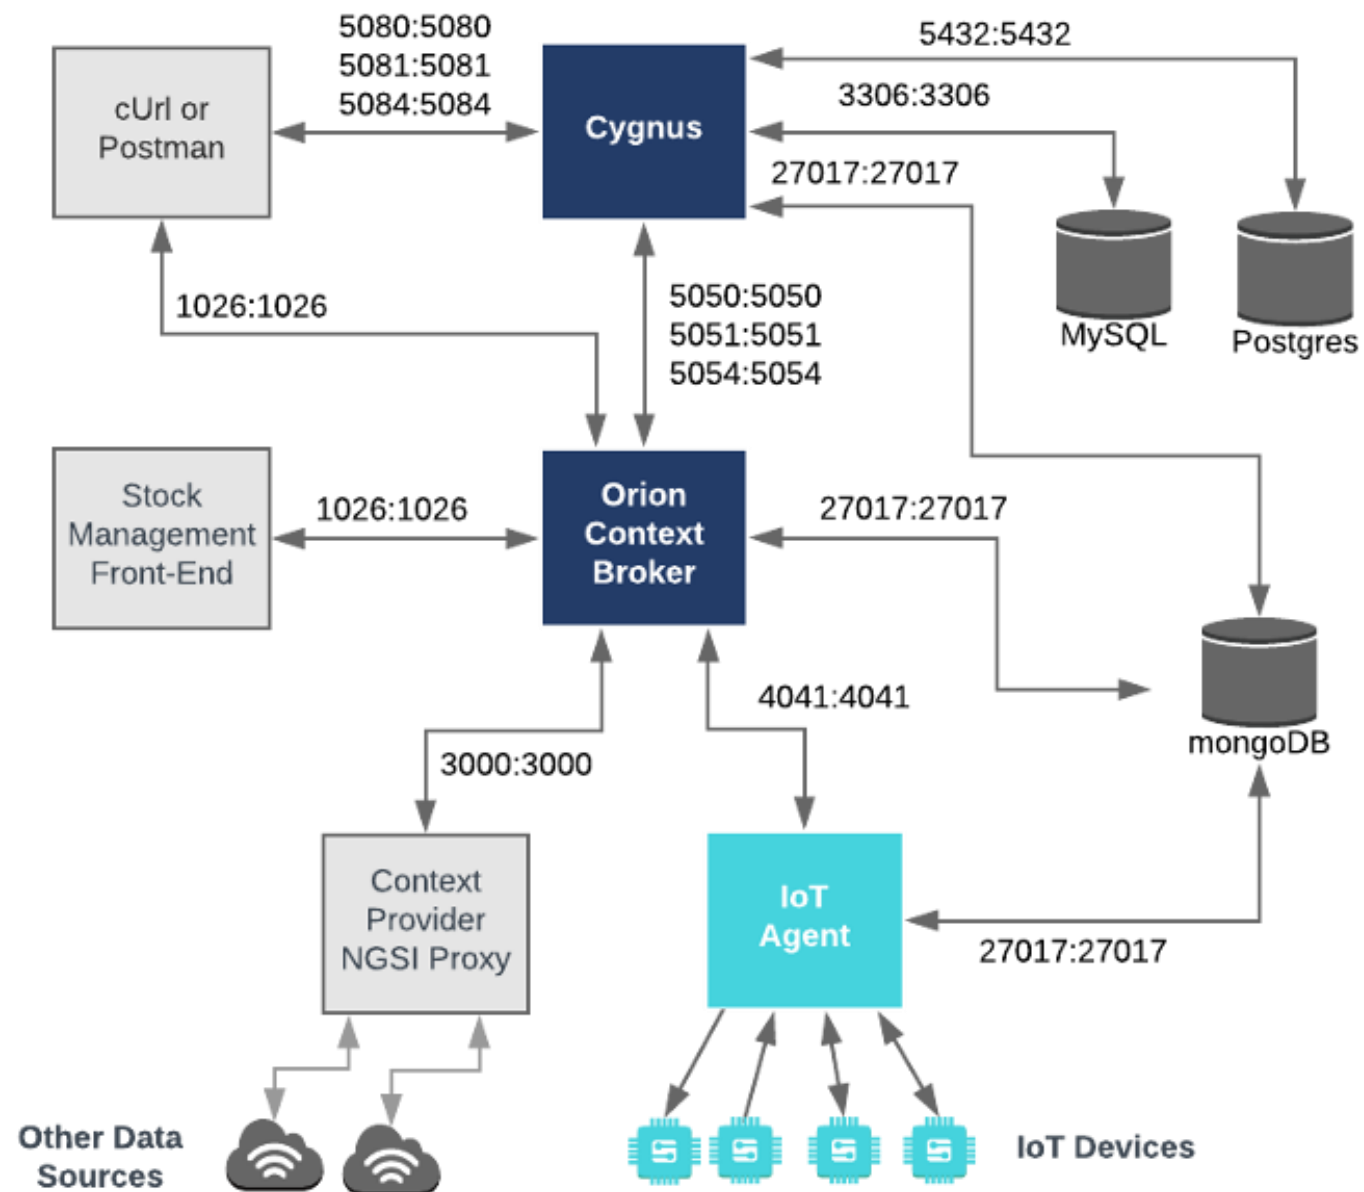 5080:5080
5081:5081
5084:5084
cUrl or
Postman
Cygnus
5432:5432
3306:3306
27017:27017
MySQL
Postgres
1026:1026
5050:5050
5051:5051
5054:5054
Stock
Management
Front-End
1026:1026
Orion
Context
Broker
27017:27017
mongoDB
4041:4041
3000:3000
Context
Provider
NGSI Proxy
IoT
Agent
27017:27017
Other Data
Sources
IoT Devices